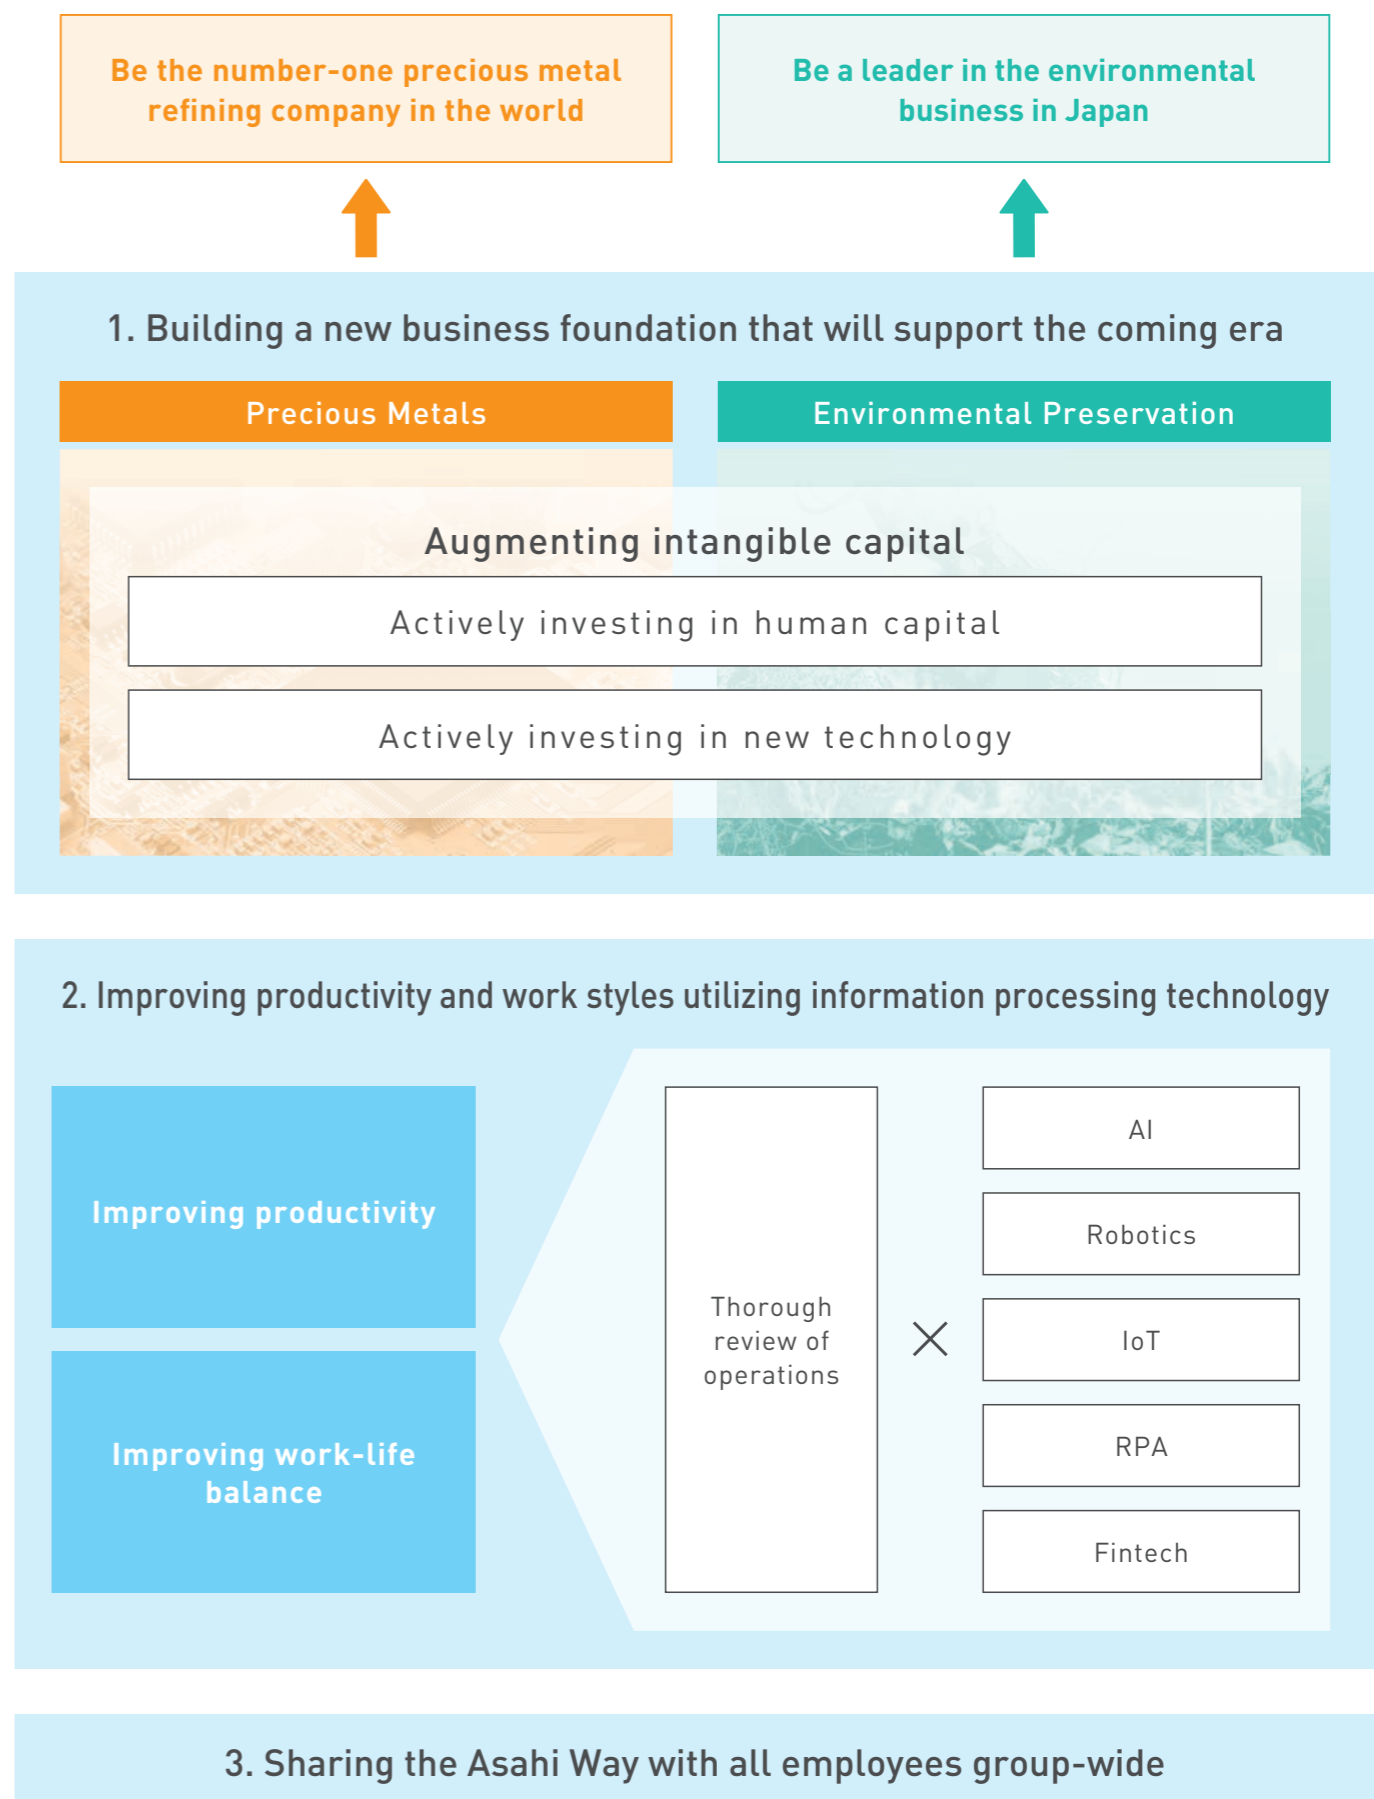 Be the number-one precious metal
refining company in the world
Be a leader in the environmental
business in Japan
1. Building a new business foundation that will support the coming era
Precious Metals
Environmental Preservation
Augmenting intangible capital
Actively investing in human capital
Actively investing in new technology
2. Improving productivity and work styles utilizing information processing technology
Improving productivity
Improving work-life
balance
Thorough
review of
operations
×
AI
Robotics
IoT
RPA
Fintech
3. Sharing the Asahi Way with all employees group-wide